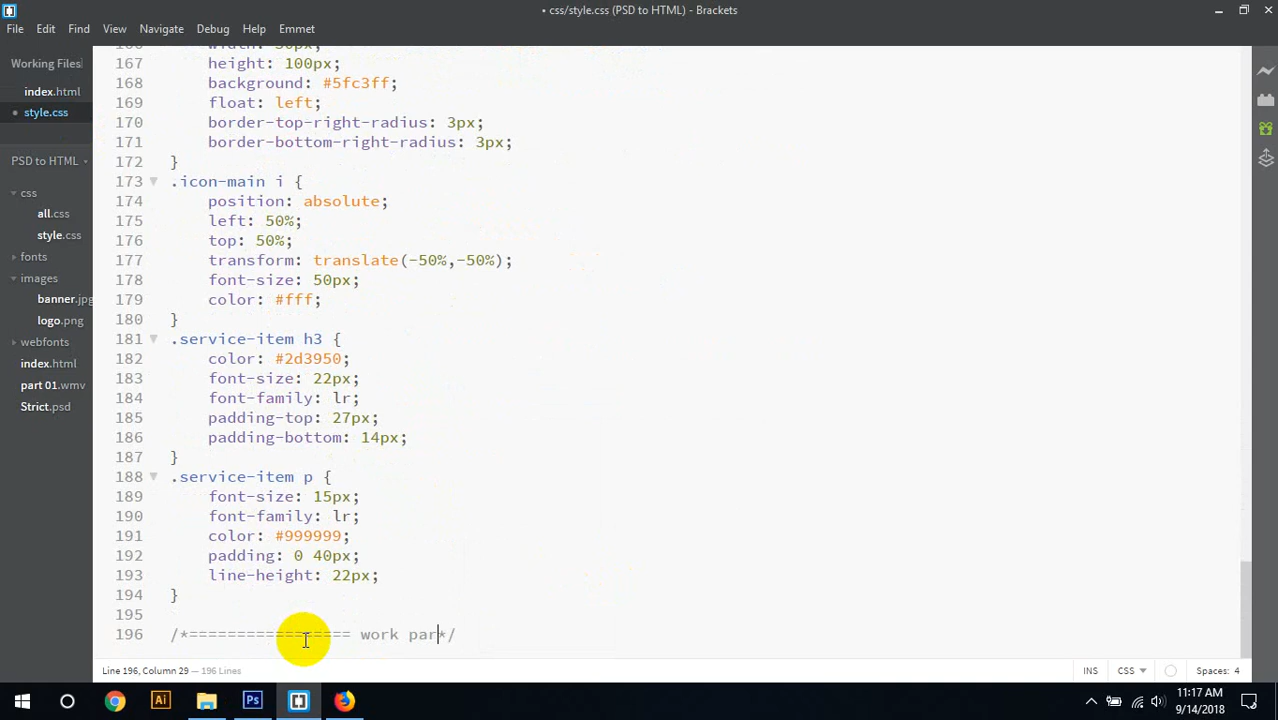 • css/style.css (PSD to HTML) - Brackets
File Edit Find View Navigate Debug Help Emmet
Working Files
index.html
• style.css
PSD to HTML
css
all.css
style.css
fonts
images
banner.jpg
logo.png
webfonts
index.html
part 01.wmv
Strict.psd
167 height: 100px;
168 background: #5fc3ff;
169 float: left;
170 border-top-right-radius: 3px;
171 border-bottom-right-radius: 3px;
172 }
173 .icon-main i {
174 position: absolute;
175 left: 50%;
176 top: 50%;
177 transform: translate(-50%,-50%);
178 font-size: 50px;
179 color: #fff;
180 }
181 .service-item h3 {
182 color: #2d3950;
183 font-size: 22px;
184 font-family: lr;
185 padding-top: 27px;
186 padding-bottom: 14px;
187 }
188 .service-item p {
189 font-size: 15px;
190 font-family: lr;
191 color: #999999;
192 padding: 0 40px;
193 line-height: 22px;
194 }
195
196 /*================= work par*/
Line 196, Column 29 — 196 Lines
INS CSS Spaces: 4
Ai Ps
11:17 AM
9/14/2018